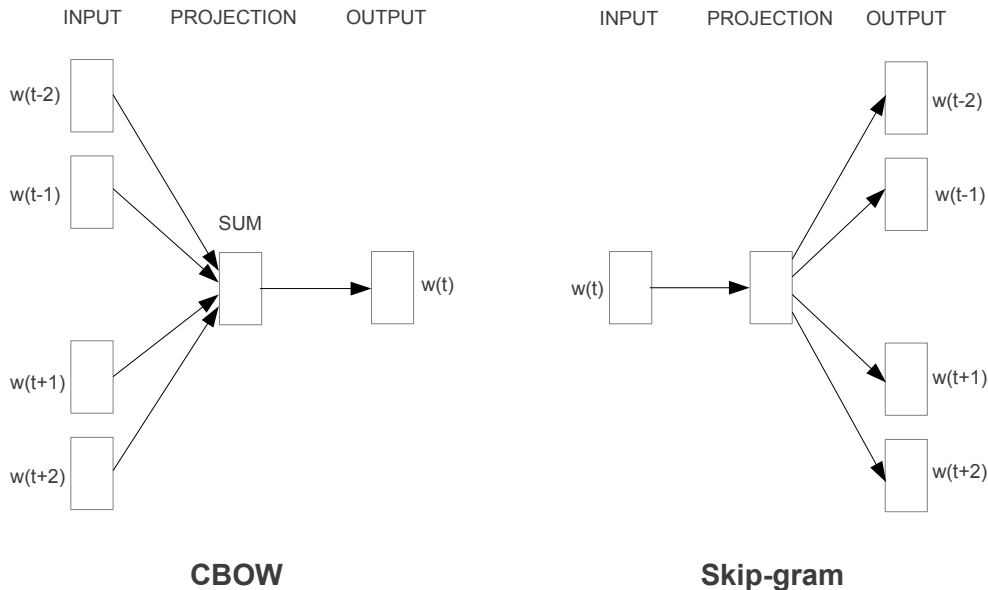 INPUT PROJECTION OUTPUT
w(t-2)
w(t-1)
SUM
w(t)
w(t+1)
w(t+2)
CBOW
INPUT PROJECTION OUTPUT
w(t-2)
w(t-1)
w(t)
w(t+1)
w(t+2)
Skip-gram